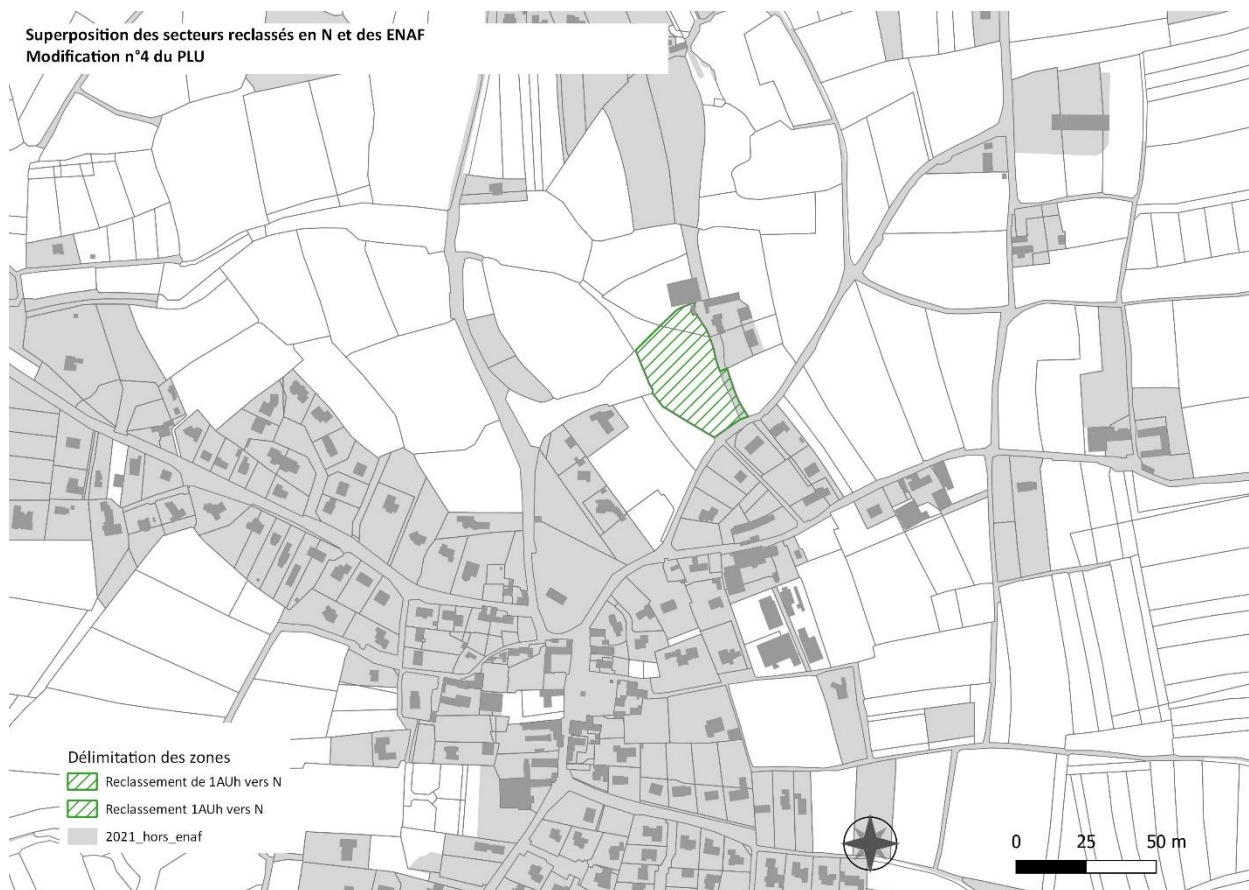 Superposition des secteurs reclassés en N et des ENAF
Modification n°4 du PLU
Délimitation des zones
Reclassement de 1AUh vers N
Reclassement 1AUh vers N
2021_hors_enaf
0 25 50 m